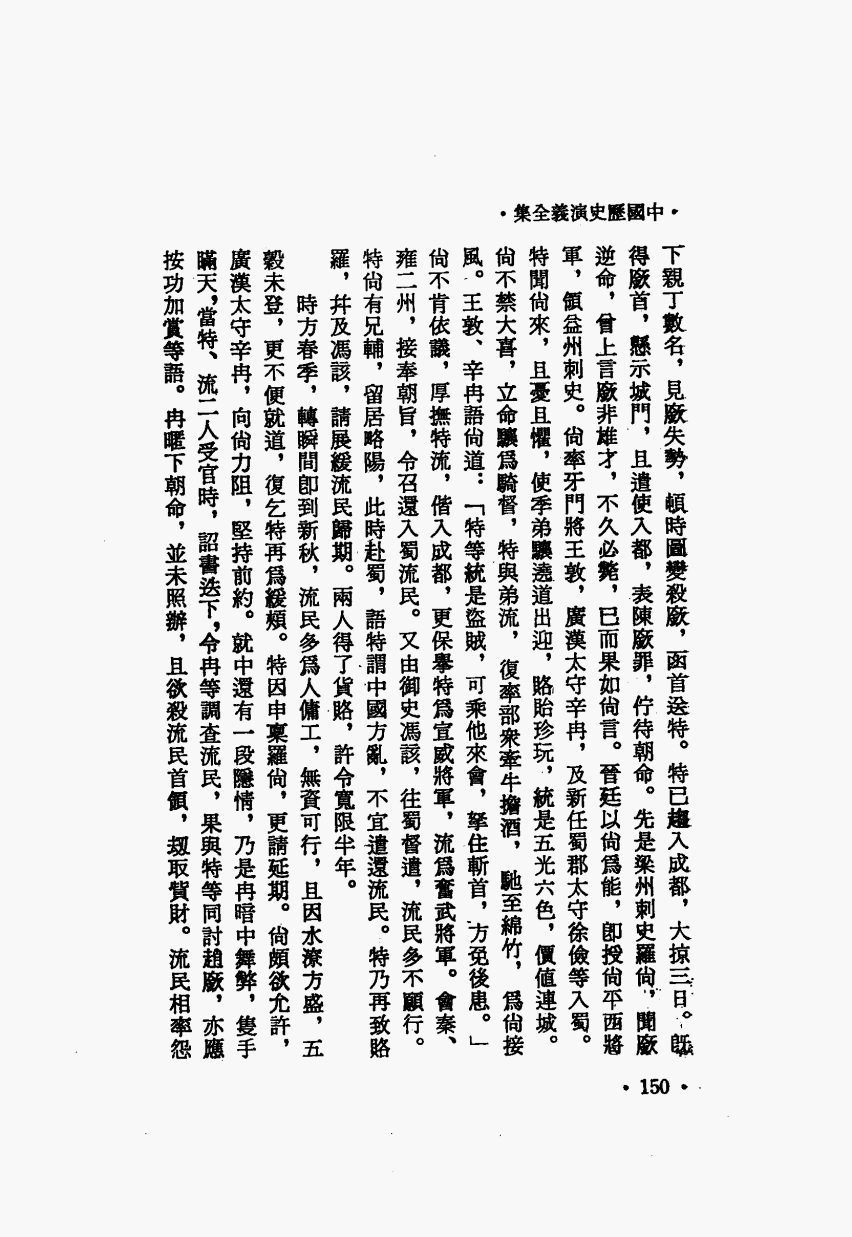 •中國歷史演義全集•
下親丁數名，見廞失勢，頓時圖變殺廞，函首送特。特已趨入成都，大掠三日。旣
得廞首，懸示城門，且遣使入都，表陳廞罪，佇待朝命。先是梁州刺史羅尙，聞廞
逆命，曾上言廞非雄才，不久必斃，已而果如尙言。晉廷以尙爲能，卽授尙平西將
軍，領益州刺史。尙率牙門將王敦，廣漢太守辛冉，及新任蜀郡太守徐儉等入蜀。
特聞尙來，且憂且懼，使季弟驤遶道出迎，賂貽珍玩，統是五光六色，價値連城。
尙不禁大喜，立命驤爲騎督，特與弟流，復率部衆牽牛擔酒，馳至綿竹，爲尙接
風。王敦、辛冉語尙道：「特等統是盜賊，可乘他來會，拏住斬首，方免後患。」
尙不肯依議，厚撫特流，偕入成都，更保擧特爲宣威將軍，流爲奮武將軍。會秦、
雍二州，接奉朝旨，令召還入蜀流民。又由御史馮該，往蜀督遣，流民多不願行。
特尙有兄輔，留居略陽，此時赴蜀，語特謂中國方亂，不宜遣還流民。特乃再致賂
羅，幷及馮該，請展緩流民歸期。兩人得了貨賂，許令寬限半年。
時方春季，轉瞬間卽到新秋，流民多爲人傭工，無資可行，且因水潦方盛，五
穀未登，更不便就道，復乞特再爲緩頰。特因申稟羅尙，更請延期。尙頗欲允許，
廣漢太守辛冉，向尙力阻，堅持前約。就中還有一段隱情，乃是冉暗中舞弊，隻手
瞞天，當特、流二人受官時，詔書迭下，令冉等調查流民，果與特等同討趙廞，亦應
按功加賞等語。冉暱下朝命，並未照辦，且欲殺流民首領，刼取貲財。流民相率怨
•150•